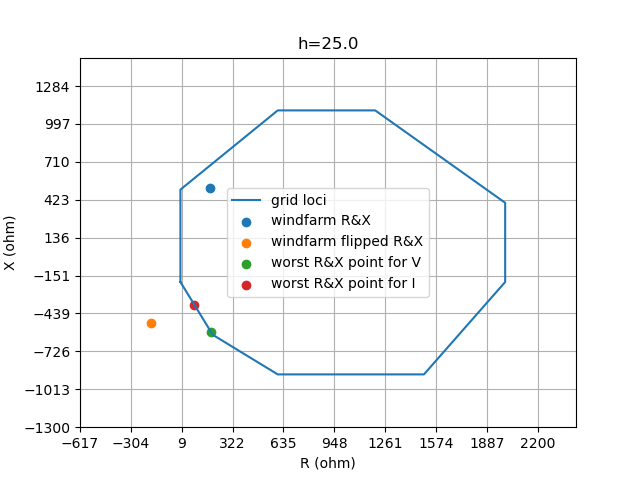 h=25.0
1284
997
710
423
136
−151
−439
−726
−1013
−1300
X (ohm)
grid loci
windfarm R&X
windfarm flipped R&X
worst R&X point for V
worst R&X point for I
−617 −304 9 322 635 948 1261 1574 1887 2200
R (ohm)